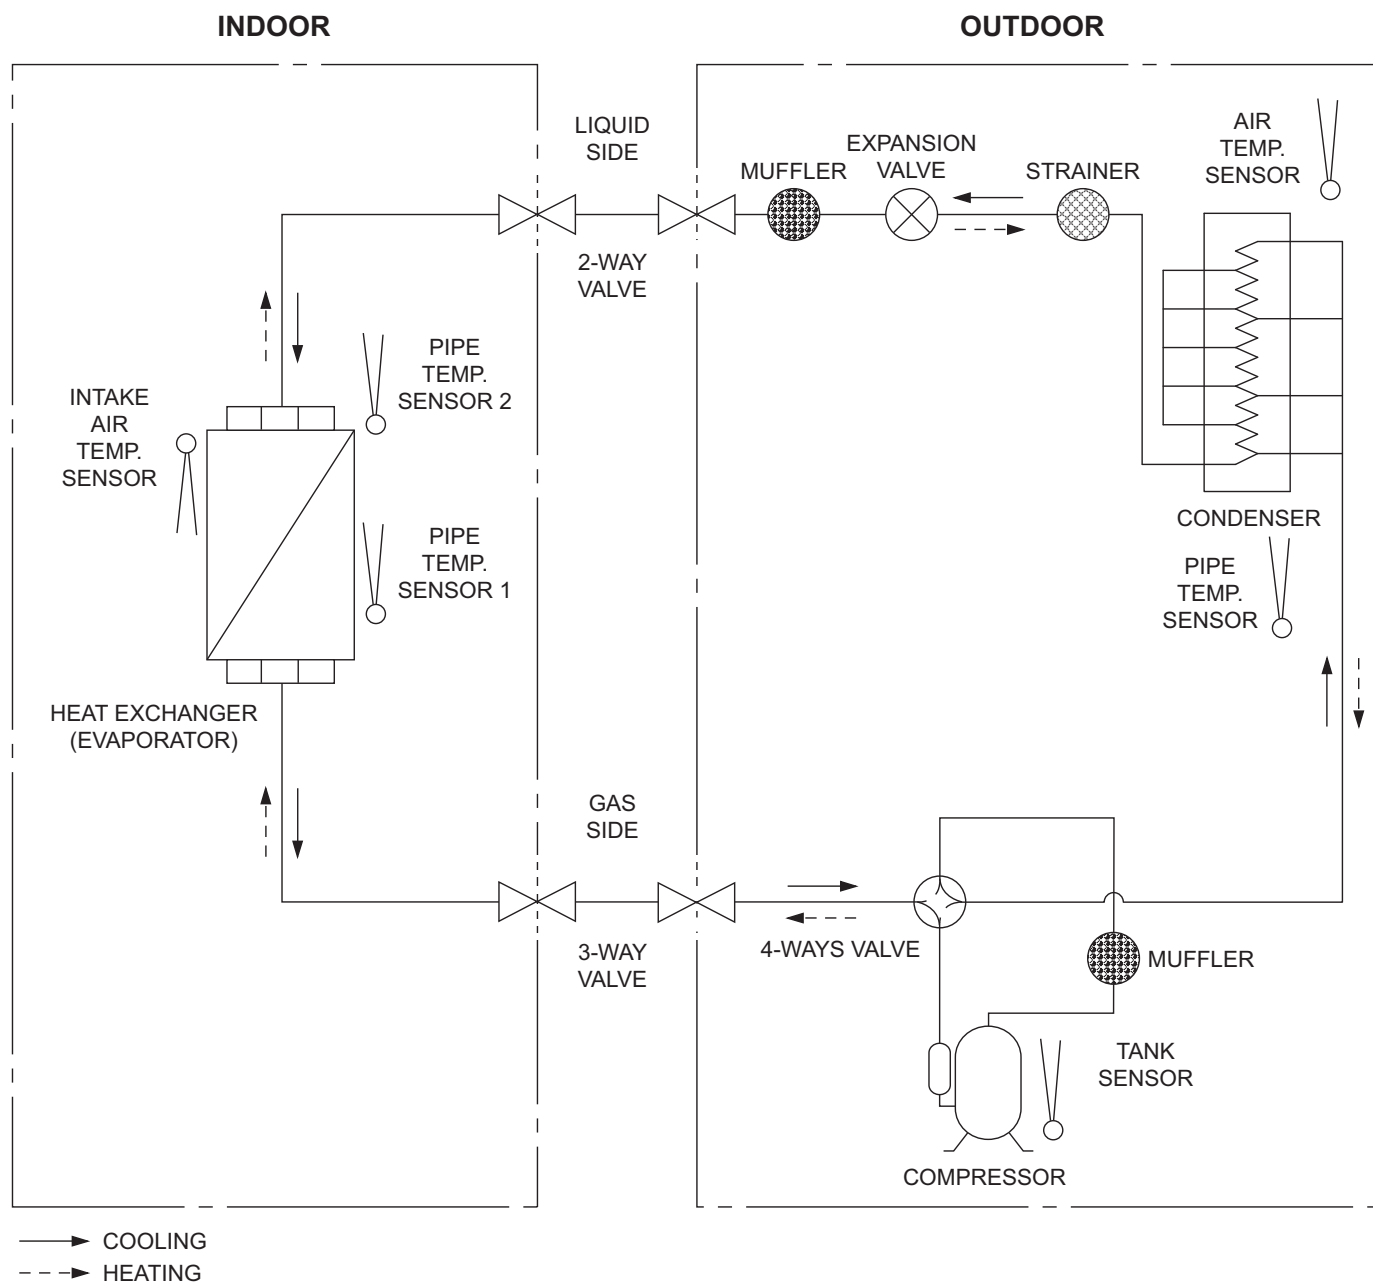 INDOOR
OUTDOOR
LIQUID
SIDE
2-WAY
VALVE
MUFFLER
EXPANSION
VALVE
STRAINER
AIR
TEMP.
SENSOR
INTAKE
AIR
TEMP.
SENSOR
PIPE
TEMP.
SENSOR 2
PIPE
TEMP.
SENSOR 1
CONDENSER
PIPE
TEMP.
SENSOR
HEAT EXCHANGER
(EVAPORATOR)
GAS
SIDE
3-WAY
VALVE
4-WAYS VALVE
MUFFLER
TANK
SENSOR
COMPRESSOR
COOLING
HEATING